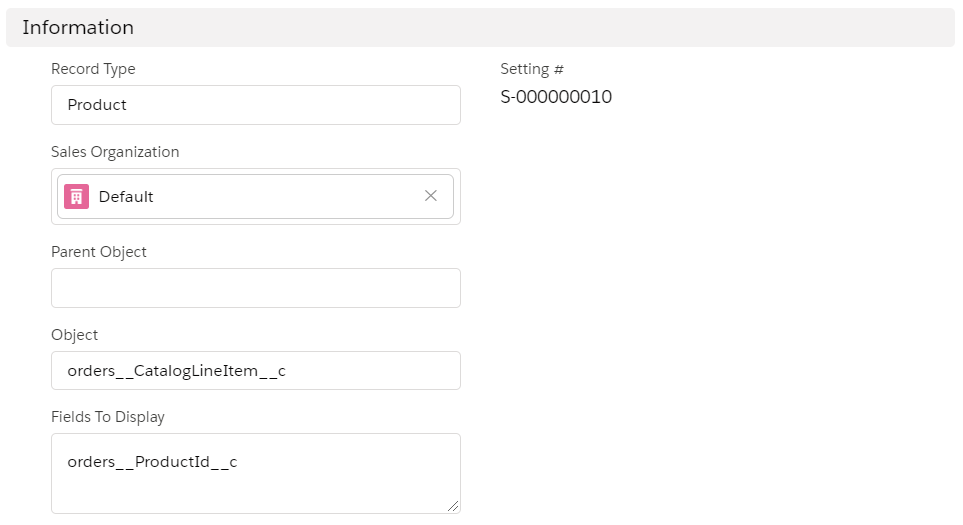 Information
Record Type
Product
Setting #
S-000000010
Sales Organization
Default
Parent Object
Object
orders__CatalogLineItem__c
Fields To Display
orders__ProductId__c